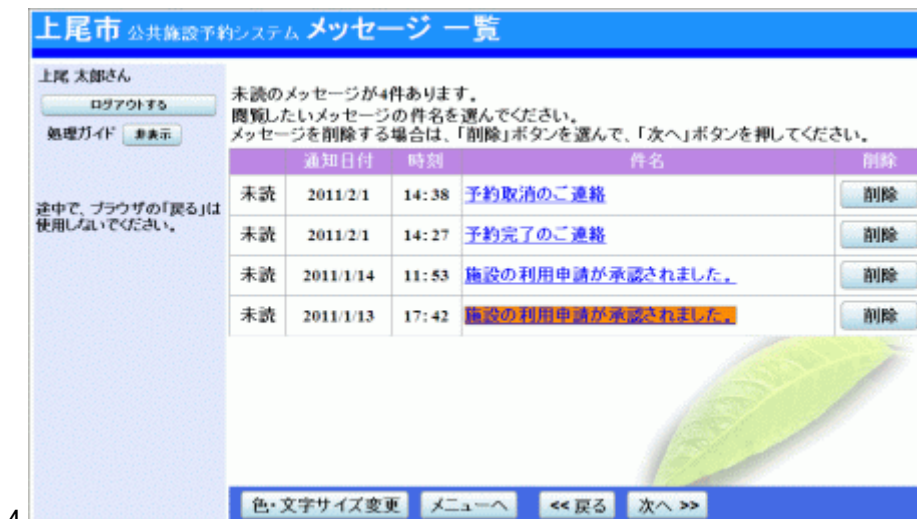 上尾市 公共施設予約システム メッセージ 一覧
上尾 太郎さん
ログアウトする
処理ガイド 非表示
途中で、ブラウザの「戻る」は
使用しないでください。
未読のメッセージが4件あります。
閲覧したいメッセージの件名を選んでください。
メッセージを削除する場合は、「削除」ボタンを選んで、「次へ」ボタンを押してください。
通知日付 時刻 件名 削除
未読 2011/2/1 14:38 予約取消のご連絡 削除
未読 2011/2/1 14:27 予約完了のご連絡 削除
未読 2011/1/14 11:53 施設の利用申請が承認されました。 削除
未読 2011/1/13 17:42 施設の利用申請が承認されました。 削除
色・文字サイズ変更 メニューへ << 戻る 次へ >>
4